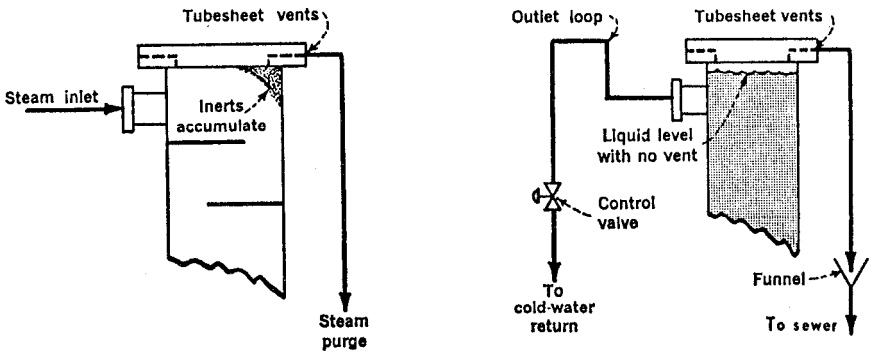 Tubesheet vents
Steam inlet
Inerts
accumulate
Steam
purge
Outlet loop
Tubesheet vents
Liquid level
with no vent
Control
valve
Funnel
To
cold-water
return
To sewer